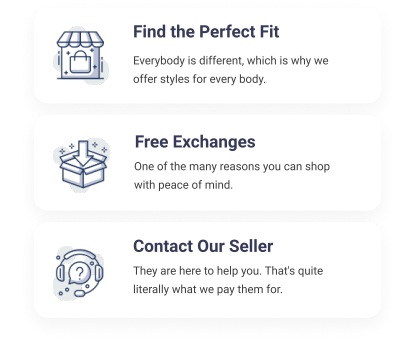 Find the Perfect Fit
Everybody is different, which is why we
offer styles for every body.
Free Exchanges
One of the many reasons you can shop
with peace of mind.
Contact Our Seller
They are here to help you. That's quite
literally what we pay them for.